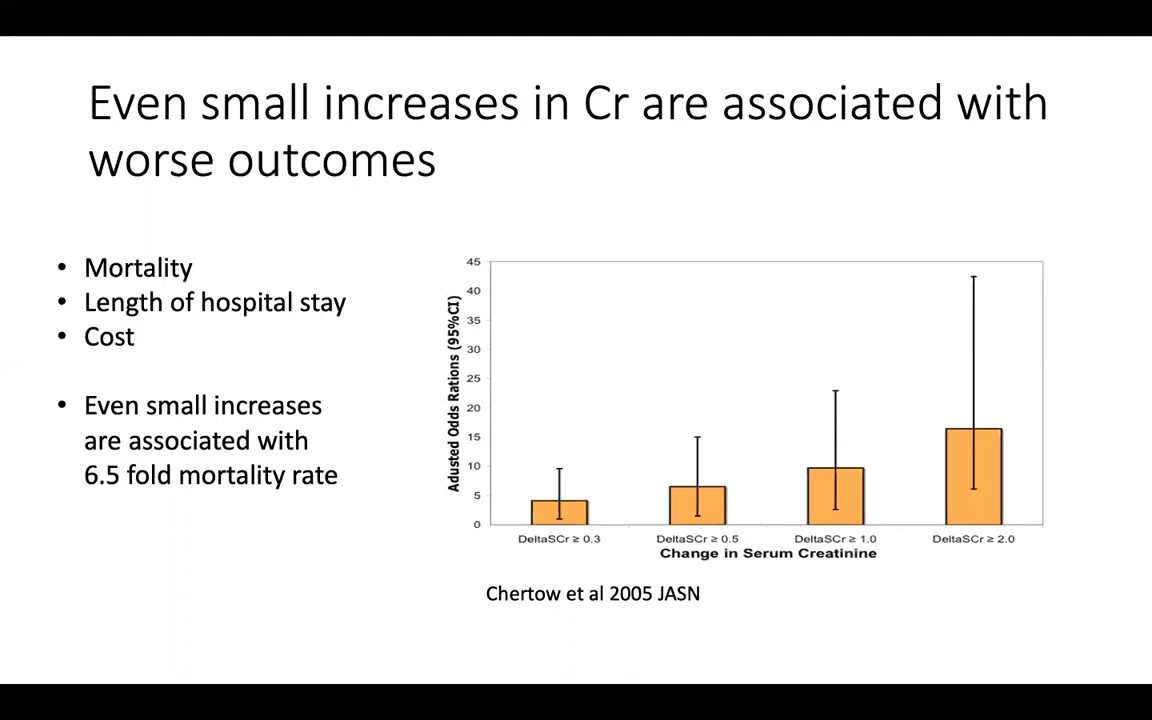 Even small increases in Cr are associated with
worse outcomes
• Mortality
• Length of hospital stay
• Cost
• Even small increases
are associated with
6.5 fold mortality rate
Adusted Odds Rations (95%CI)
45
40
35
30
25
20
15
10
5
0
DeltaSCr ≥ 0.3
DeltaSCr ≥ 0.5
DeltaSCr ≥ 1.0
DeltaSCr ≥ 2.0
Change in Serum Creatinine
Chertow et al 2005 JASN